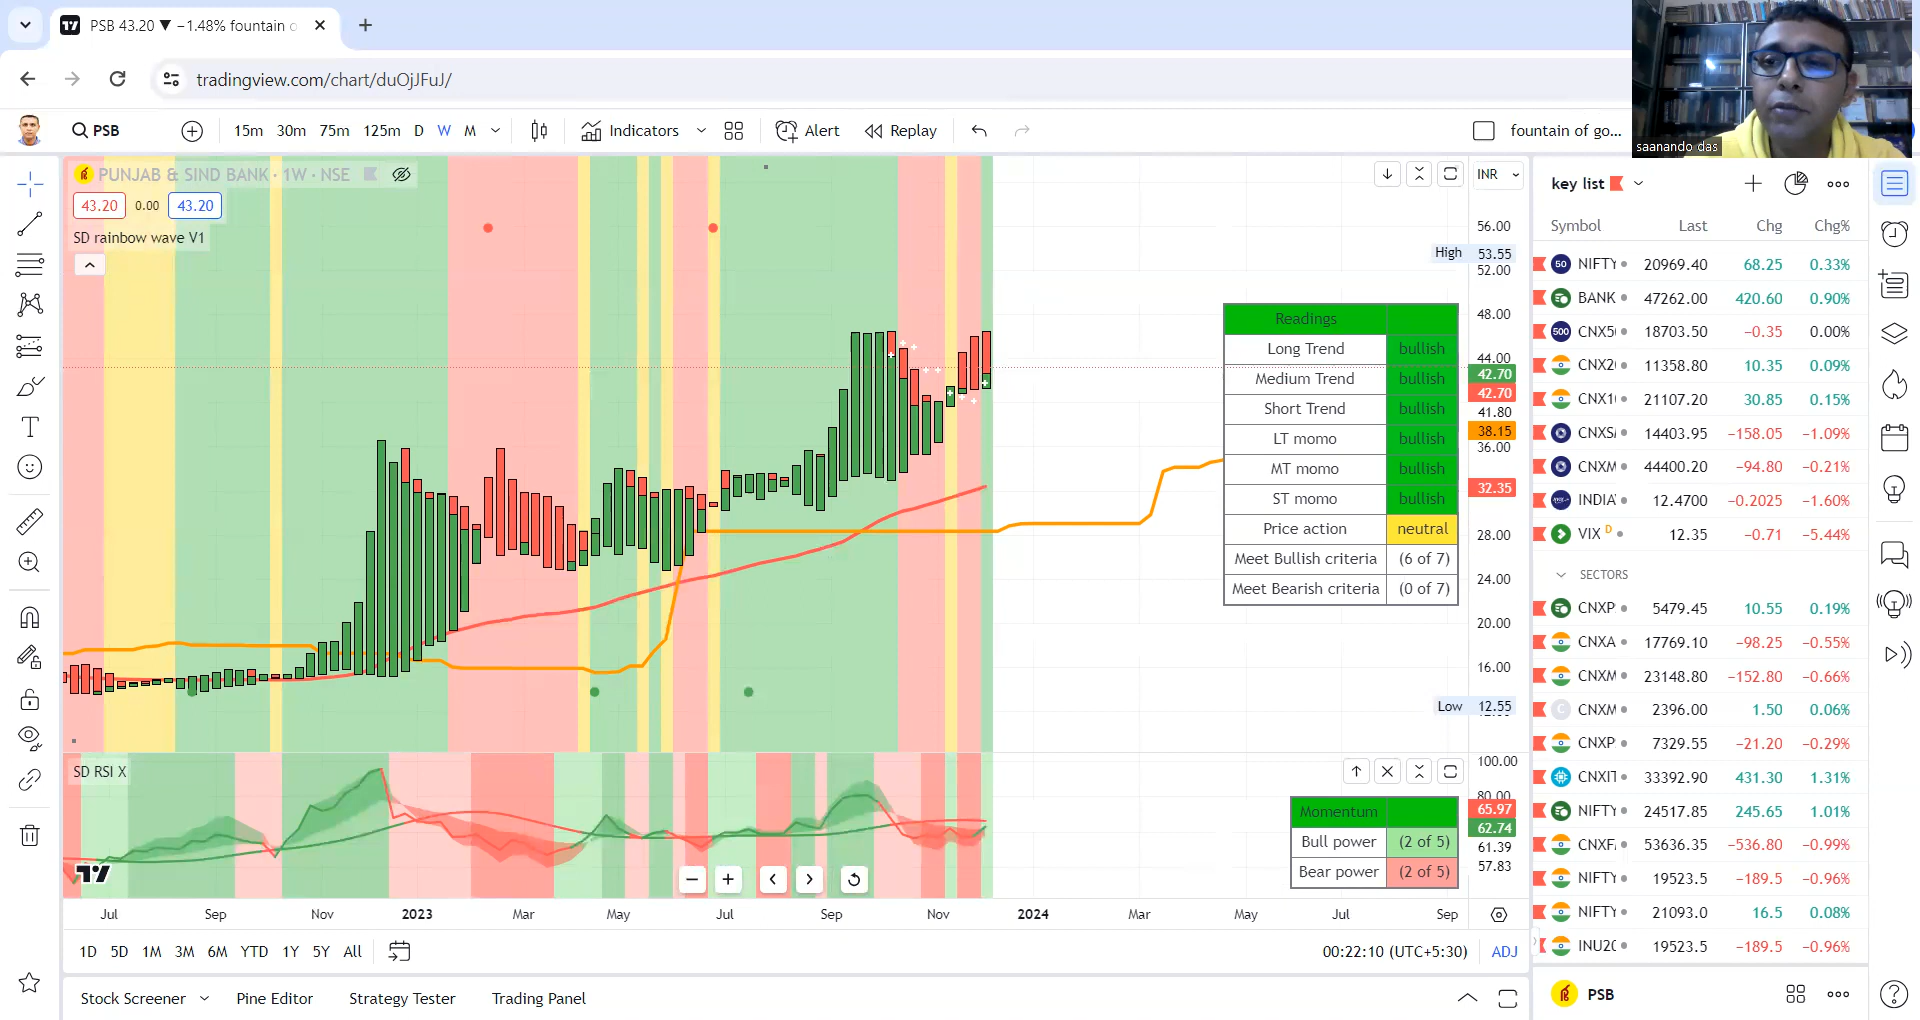 PSB 43.20 ▼ −1.48% fountain o
tradingview.com/chart/duOjJFuJ/
saanando das
PSB 15m 30m 75m 125m D W M Indicators Alert Replay fountain of go...
PUNJAB & SIND BANK · 1W · NSE
43.20 0.00 43.20
SD rainbow wave V1
INR
56.00
High 53.55
52.00
48.00
44.00
42.70
42.70
41.80
38.15
36.00
32.35
28.00
24.00
20.00
16.00
Low 12.55
Readings
Long Trend bullish
Medium Trend bullish
Short Trend bullish
LT momo bullish
MT momo bullish
ST momo bullish
Price action neutral
Meet Bullish criteria (6 of 7)
Meet Bearish criteria (0 of 7)
SD RSI X
100.00
80.00
65.97
62.74
61.39
57.83
Momentum
Bull power (2 of 5)
Bear power (2 of 5)
Jul Sep Nov 2023 Mar May Jul Sep Nov 2024 Mar May Jul Sep
1D 5D 1M 3M 6M YTD 1Y 5Y All
00:22:10 (UTC+5:30) ADJ
Stock Screener Pine Editor Strategy Tester Trading Panel
key list
Symbol Last Chg Chg%
50 NIFTY 20969.40 68.25 0.33%
BANK 47262.00 420.60 0.90%
500 CNX5 18703.50 −0.35 0.00%
CNX2 11358.80 10.35 0.09%
CNX1 21107.20 30.85 0.15%
CNXS 14403.95 −158.05 −1.09%
CNXM 44400.20 −94.80 −0.21%
INDIA 12.4700 −0.2025 −1.60%
VIX D 12.35 −0.71 −5.44%
SECTORS
CNXP 5479.45 10.55 0.19%
CNXA 17769.10 −98.25 −0.55%
CNXM 23148.80 −152.80 −0.66%
C CNXM 2396.00 1.50 0.06%
CNXP 7329.55 −21.20 −0.29%
CNXIT 33392.90 431.30 1.31%
NIFTY 24517.85 245.65 1.01%
CNXF 53636.35 −536.80 −0.99%
NIFTY 19523.5 −189.5 −0.96%
NIFTY 21093.0 16.5 0.08%
INU20 19523.5 −189.5 −0.96%
PSB